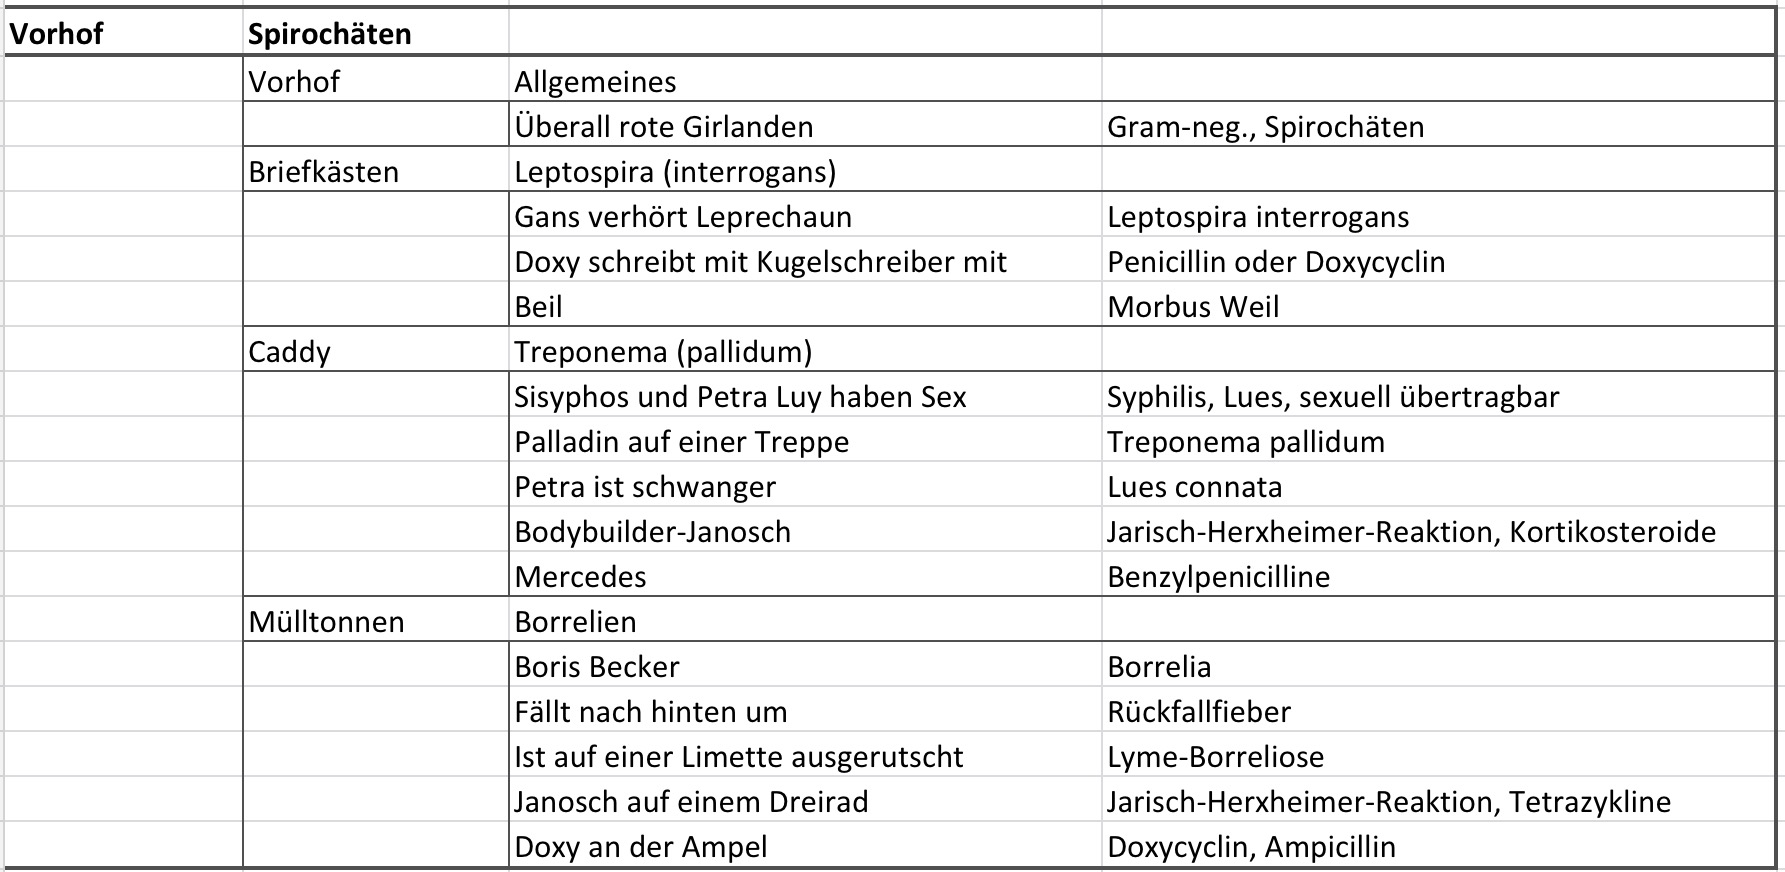 Vorhof Spirochäten
Vorhof Allgemeines
Überall rote Girlanden Gram-neg., Spirochäten
Briefkästen Leptospira (interrogans)
Gans verhört Leprechaun Leptospira interrogans
Doxy schreibt mit Kugelschreiber mit Penicillin oder Doxycyclin
Beil Morbus Weil
Caddy Treponema (pallidum)
Sisyphos und Petra Luy haben Sex Syphilis, Lues, sexuell übertragbar
Palladin auf einer Treppe Treponema pallidum
Petra ist schwanger Lues connata
Bodybuilder-Janosch Jarisch-Herxheimer-Reaktion, Kortikosteroide
Mercedes Benzylpenicilline
Mülltonnen Borrelien
Boris Becker Borrelia
Fällt nach hinten um Rückfallfieber
Ist auf einer Limette ausgerutscht Lyme-Borreliose
Janosch auf einem Dreirad Jarisch-Herxheimer-Reaktion, Tetrazykline
Doxy an der Ampel Doxycyclin, Ampicillin